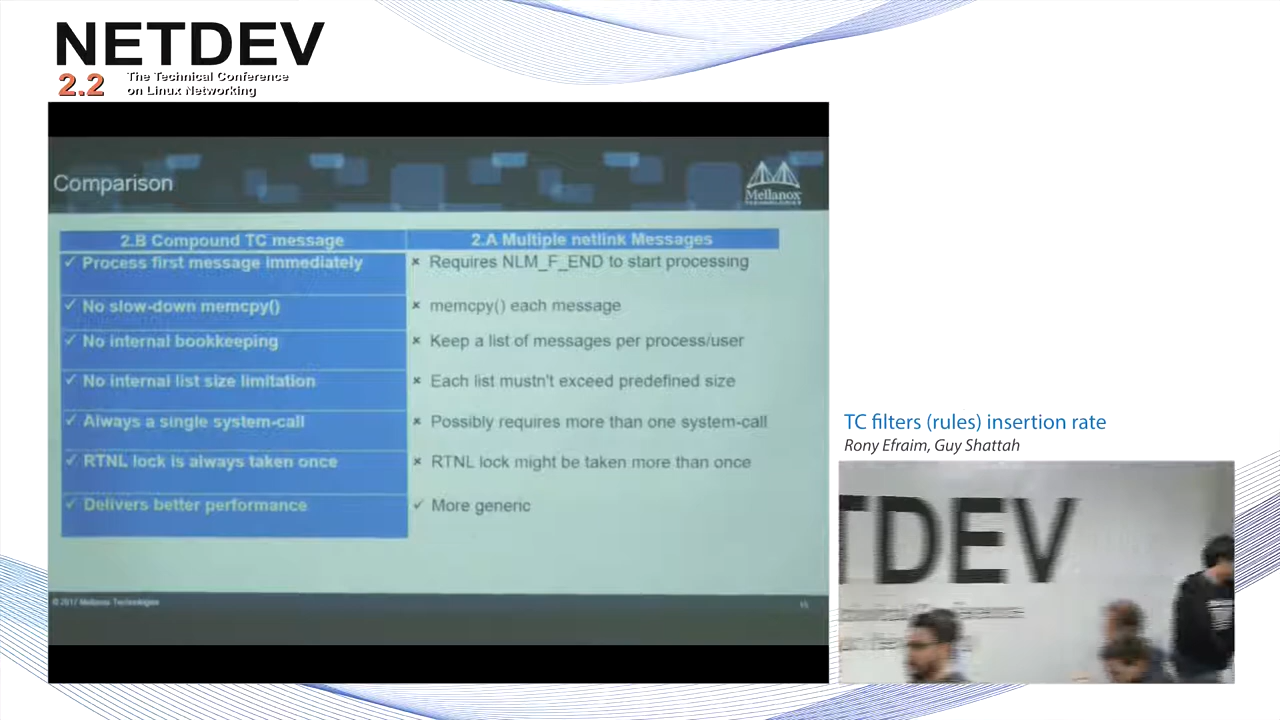 NETDEV
2.2
The Technical Conference
on Linux Networking
Comparison
Mellanox
TECHNOLOGIES
2.B Compound TC message
2.A Multiple netlink Messages
✓ Process first message immediately
× Requires NLM_F_END to start processing
✓ No slow-down memcpy()
× memcpy() each message
✓ No internal bookkeeping
× Keep a list of messages per process/user
✓ No internal list size limitation
× Each list mustn't exceed predefined size
✓ Always a single system-call
× Possibly requires more than one system-call
✓ RTNL lock is always taken once
× RTNL lock might be taken more than once
✓ Delivers better performance
✓ More generic
© 2017 Mellanox Technologies
TC filters (rules) insertion rate
Rony Efraim, Guy Shattah
TDEV